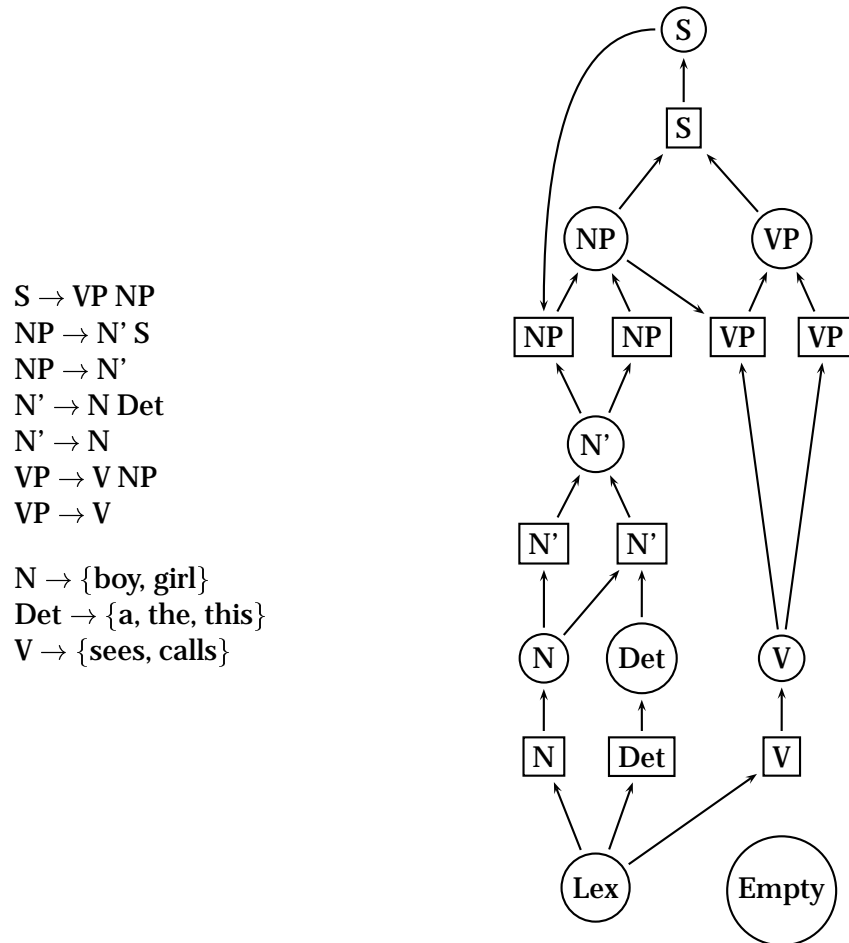 S
S
NP VP
S → VP NP
NP → N' S
NP → N'
N' → N Det
N' → N
VP → V NP
VP → V
N → {boy, girl}
Det → {a, the, this}
V → {sees, calls}
NP NP VP VP
N'
N' N'
N Det V
N Det V
Lex Empty